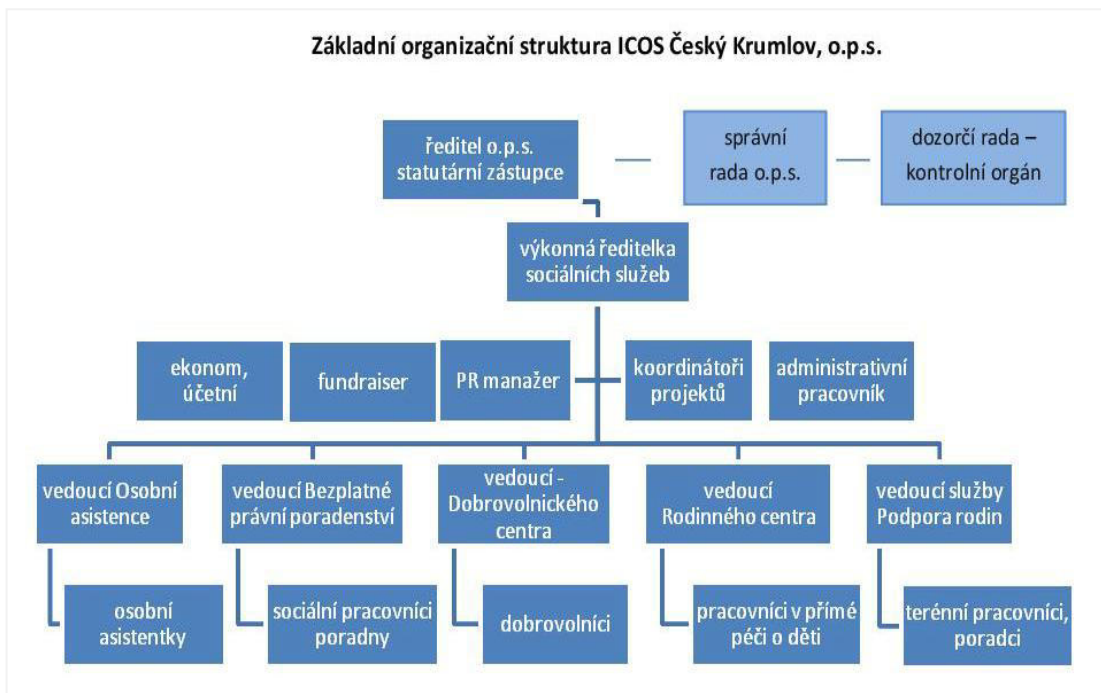 Základní organizační struktura ICOS Český Krumlov, o.p.s.
ředitel o.p.s.
statutární zástupce
správní
rada o.p.s.
dozorčí rada –
kontrolní orgán
výkonná ředitelka
sociálních služeb
ekonom,
účetní
fundraiser
PR manažer
koordinátoři
projektů
administrativní
pracovník
vedoucí Osobní
asistence
vedoucí Bezplatné
právní poradenství
vedoucí -
Dobrovolnického
centra
vedoucí
Rodinného centra
vedoucí služby
Podpora rodin
osobní
asistentky
sociální pracovníci
poradny
dobrovolníci
pracovníci v přímé
péči o děti
terénní pracovníci,
poradci